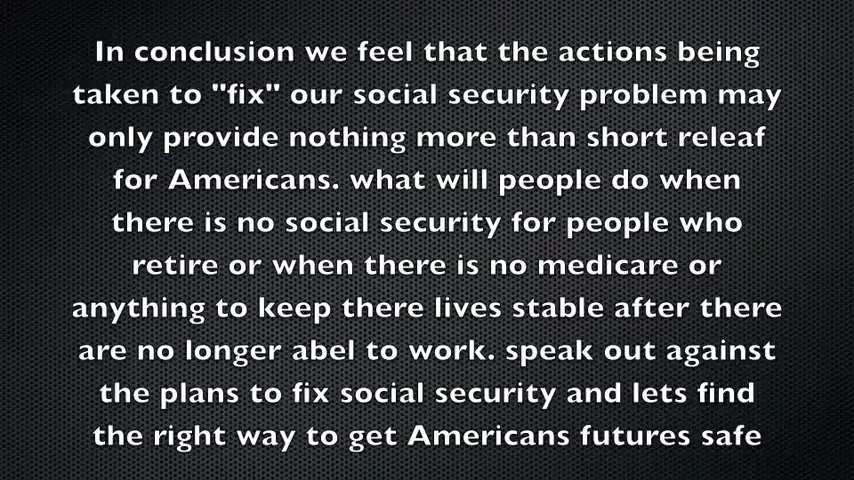 In conclusion we feel that the actions being
taken to "fix" our social security problem may
only provide nothing more than short releaf
for Americans. what will people do when
there is no social security for people who
retire or when there is no medicare or
anything to keep there lives stable after there
are no longer abel to work. speak out against
the plans to fix social security and lets find
the right way to get Americans futures safe